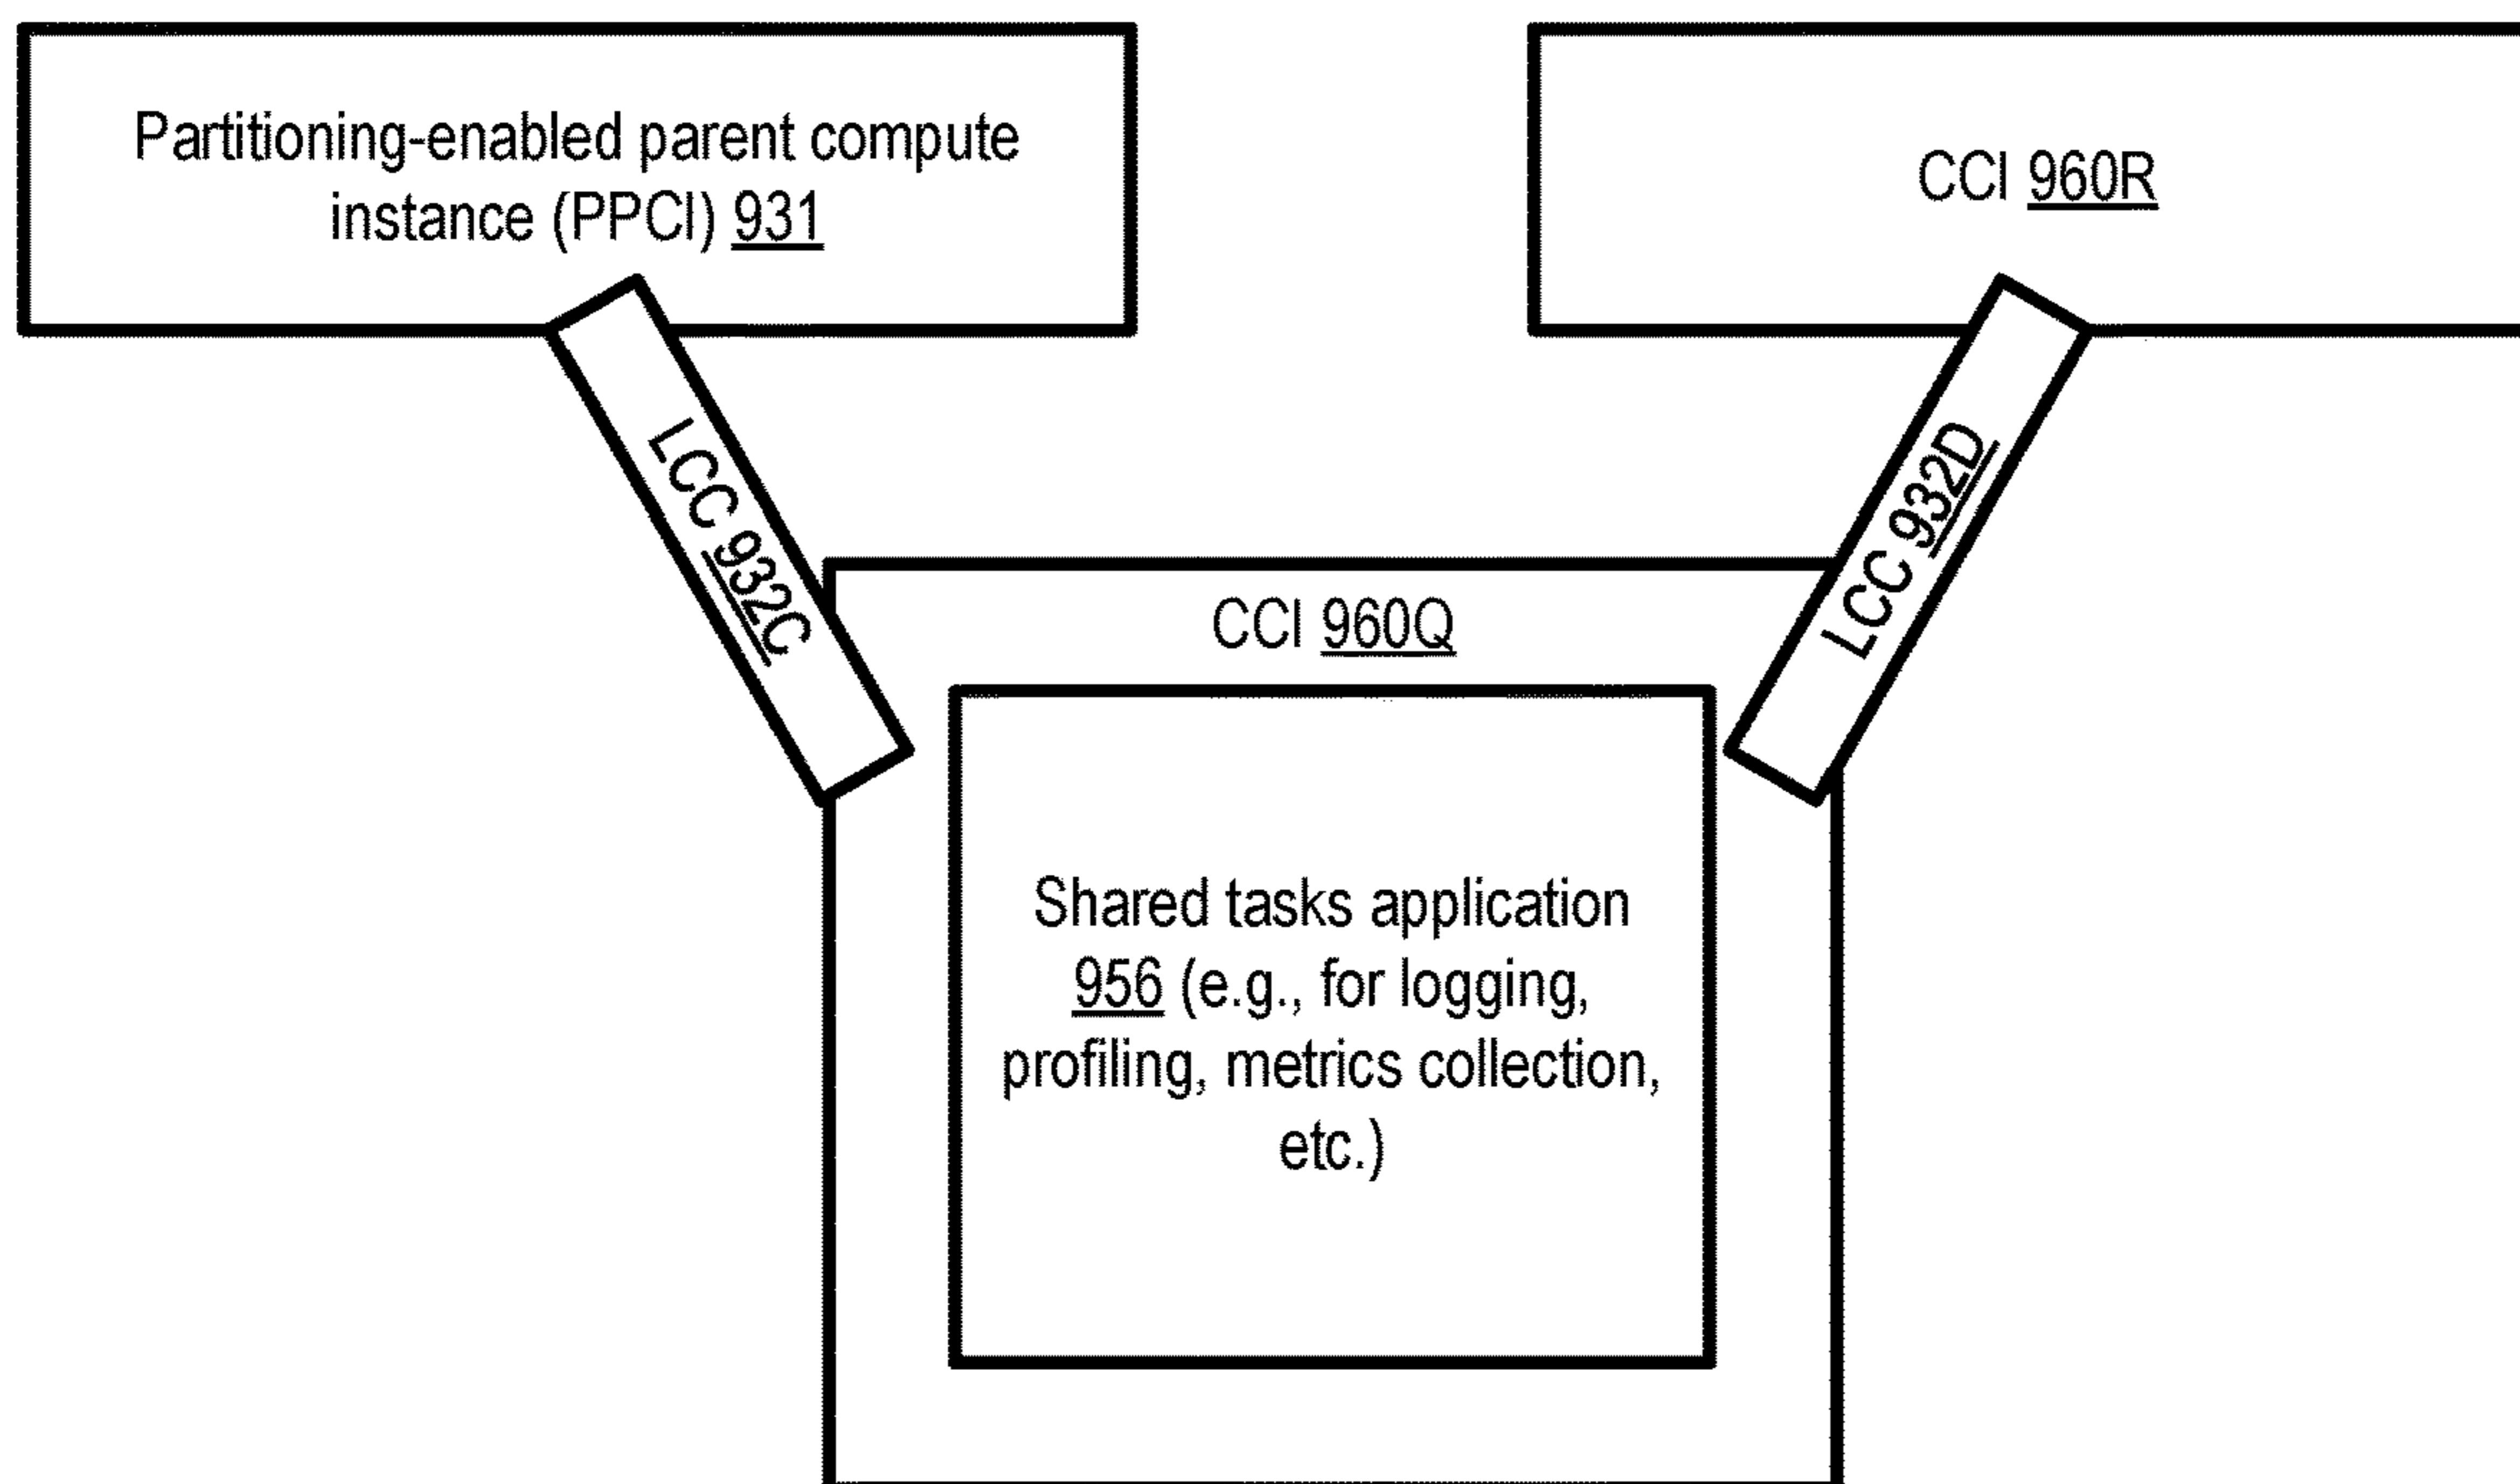 Partitioning-enabled parent compute
instance (PPCI) 931
CCI 960R
LCC 932C
LCC 932D
CCI 960Q
Shared tasks application
956 (e.g., for logging,
profiling, metrics collection,
etc.)